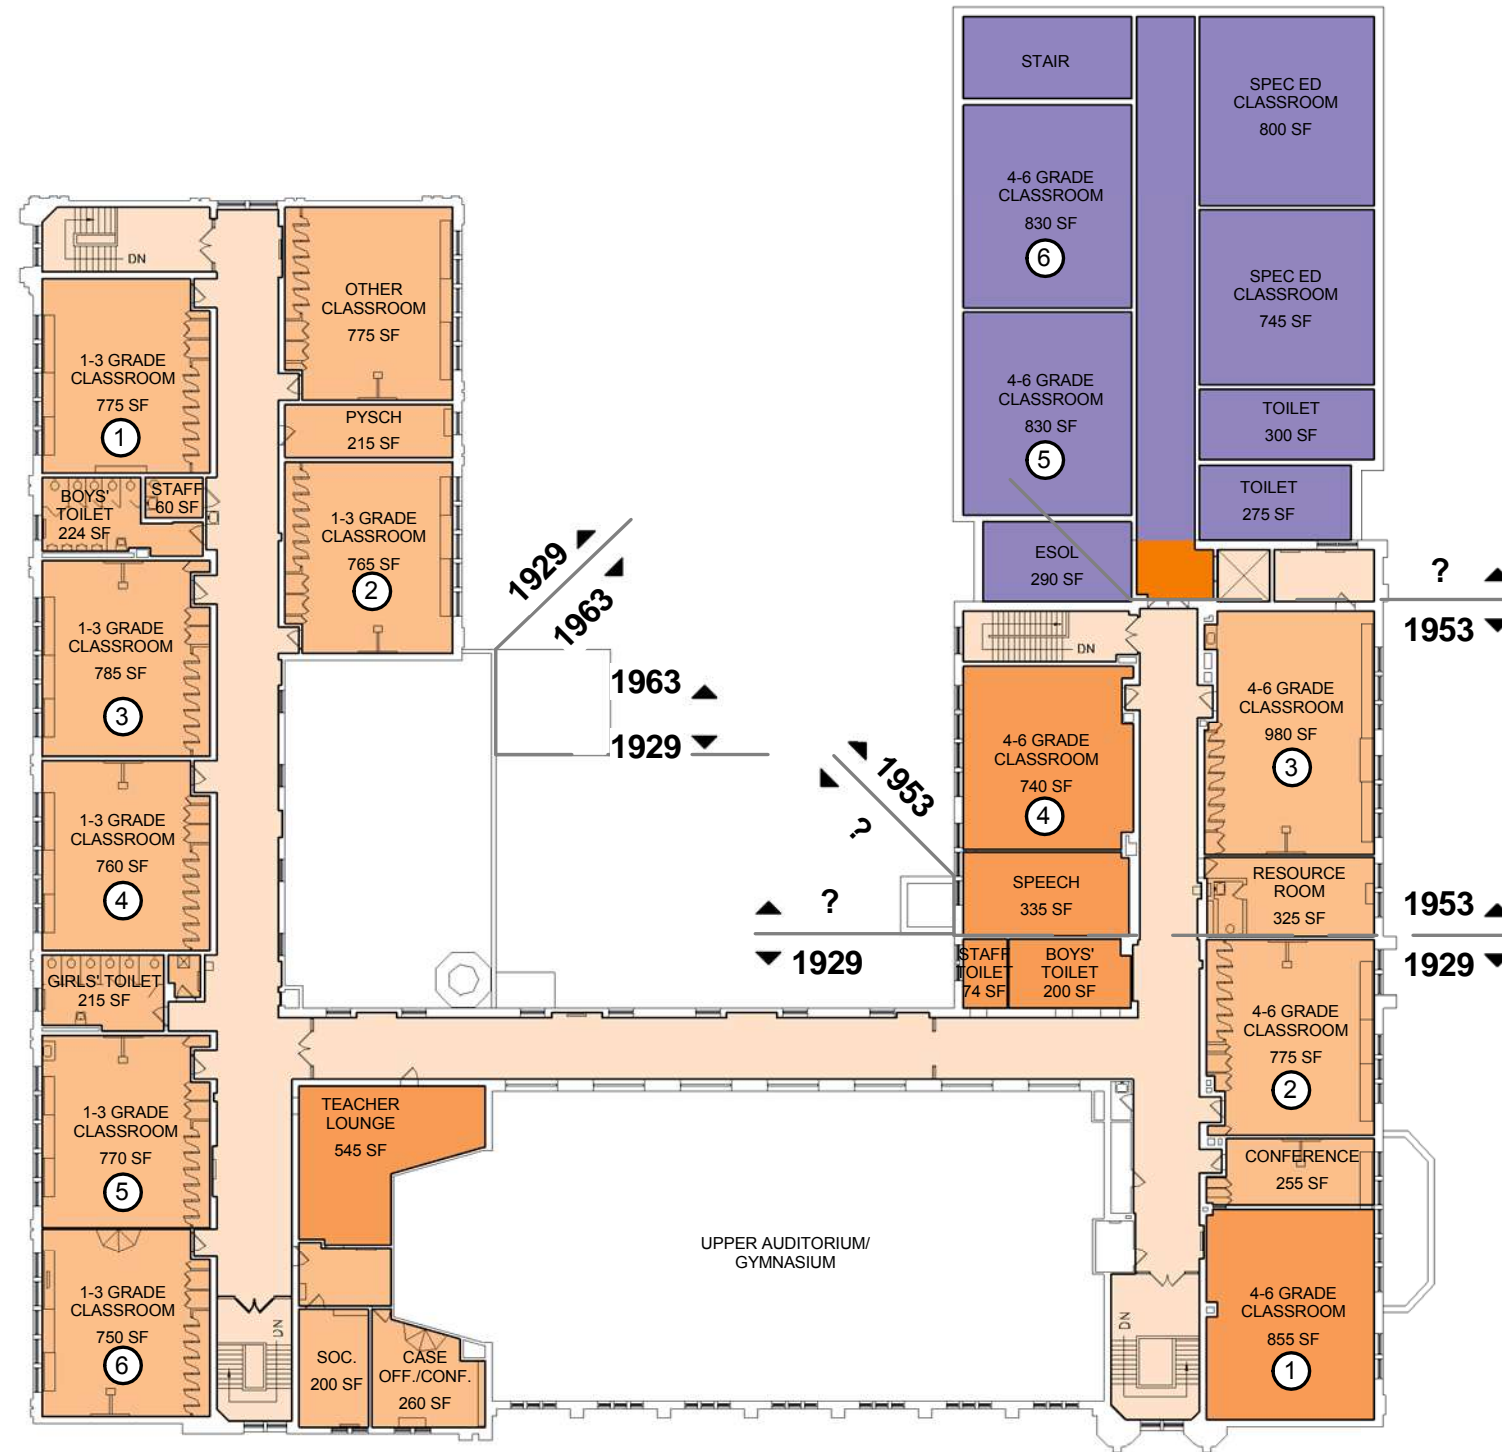 STAIR
SPEC ED
CLASSROOM
800 SF
4-6 GRADE
CLASSROOM
830 SF
6
SPEC ED
CLASSROOM
745 SF
4-6 GRADE
CLASSROOM
830 SF
5
TOILET
300 SF
TOILET
275 SF
ESOL
290 SF
DN
OTHER
CLASSROOM
775 SF
1-3 GRADE
CLASSROOM
775 SF
1
PYSCH
215 SF
BOYS'
TOILET
224 SF
STAFF
60 SF
1-3 GRADE
CLASSROOM
765 SF
2
1-3 GRADE
CLASSROOM
785 SF
3
1-3 GRADE
CLASSROOM
760 SF
4
GIRLS' TOILET
215 SF
1-3 GRADE
CLASSROOM
770 SF
5
1-3 GRADE
CLASSROOM
750 SF
6
DN
1929
1963
1963
1929
1953
?
?
1929
?
1953
1953
1929
DN
4-6 GRADE
CLASSROOM
740 SF
4
4-6 GRADE
CLASSROOM
980 SF
3
SPEECH
335 SF
RESOURCE
ROOM
325 SF
STAFF
TOILET
74 SF
BOYS'
TOILET
200 SF
4-6 GRADE
CLASSROOM
775 SF
2
CONFERENCE
255 SF
4-6 GRADE
CLASSROOM
855 SF
1
DN
TEACHER
LOUNGE
545 SF
UPPER AUDITORIUM/
GYMNASIUM
SOC.
200 SF
CASE
OFF./CONF.
260 SF